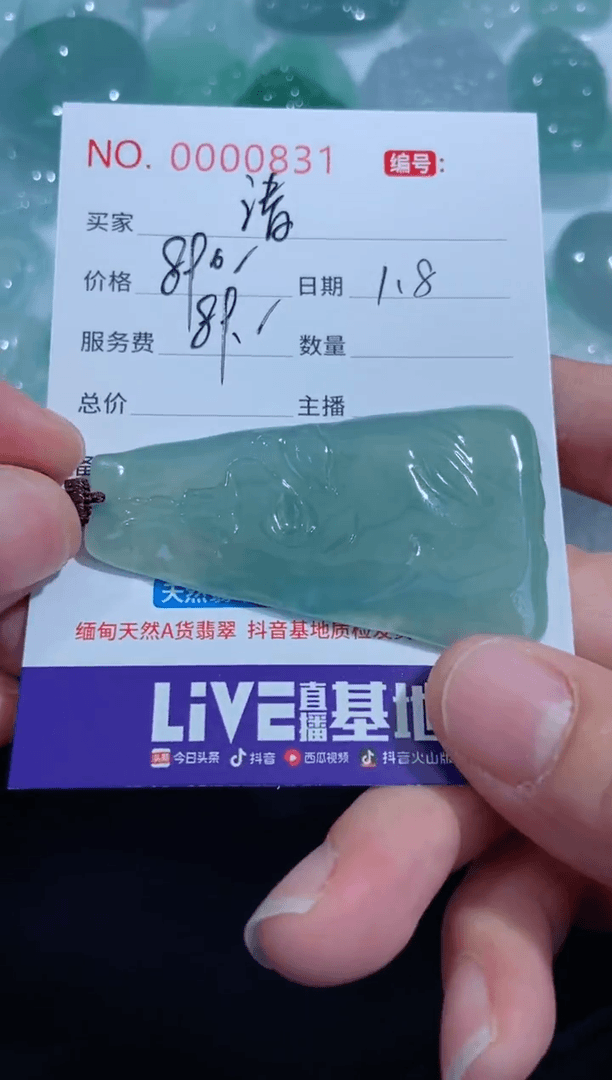 NO. 0000831 编号:
买家 渚
价格 日期 1.8
服务费 数量
总价 主播
缅甸天然A货翡翠 抖音基地质检
LiVE直播基地
今日头条 抖音 西瓜视频 抖音火山版